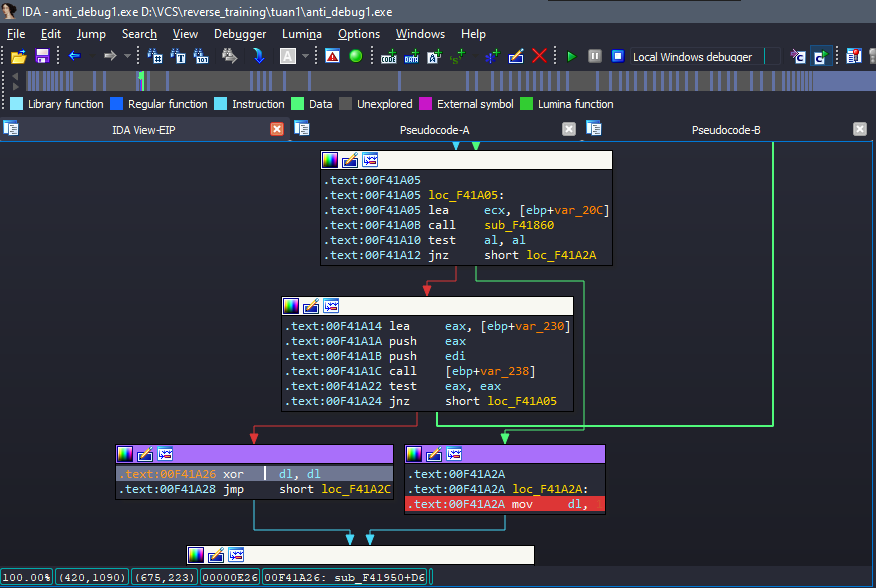 IDA - anti_debug1.exe D:\VCS\reverse_training\tuan1\anti_debug1.exe
File Edit Jump Search View Debugger Lumina Options Windows Help
Local Windows debugger
Library function Regular function Instruction Data Unexplored External symbol Lumina function
IDA View-EIP Pseudocode-A Pseudocode-B
.text:00F41A05
.text:00F41A05 loc_F41A05:
.text:00F41A05 lea ecx, [ebp+var_20C]
.text:00F41A0B call sub_F41860
.text:00F41A10 test al, al
.text:00F41A12 jnz short loc_F41A2A
.text:00F41A14 lea eax, [ebp+var_230]
.text:00F41A1A push eax
.text:00F41A1B push edi
.text:00F41A1C call [ebp+var_238]
.text:00F41A22 test eax, eax
.text:00F41A24 jnz short loc_F41A05
.text:00F41A26 xor dl, dl
.text:00F41A28 jmp short loc_F41A2C
.text:00F41A2A
.text:00F41A2A loc_F41A2A:
.text:00F41A2A mov dl,
100.00% (420,1090) (675,223) 00000E26 00F41A26: sub_F41950+D6